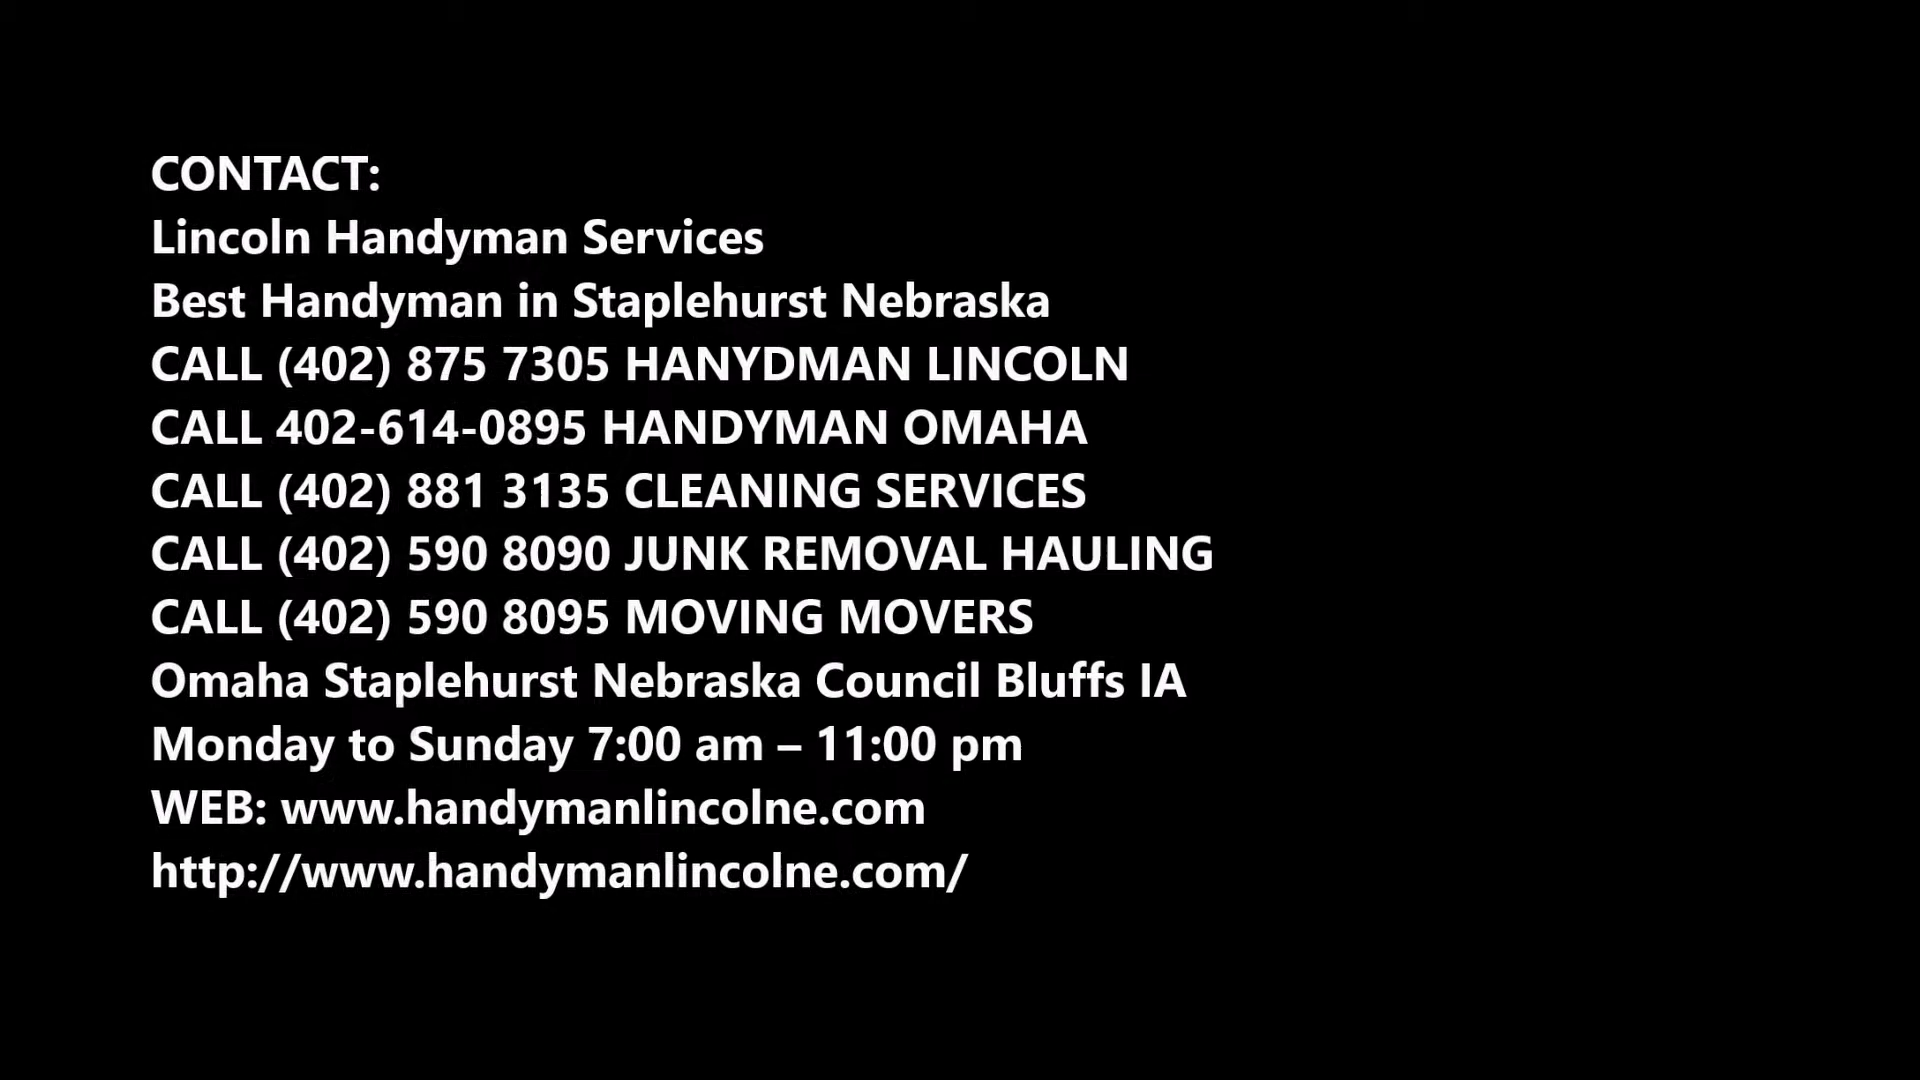 CONTACT:
Lincoln Handyman Services
Best Handyman in Staplehurst Nebraska
CALL (402) 875 7305 HANYDMAN LINCOLN
CALL 402-614-0895 HANDYMAN OMAHA
CALL (402) 881 3135 CLEANING SERVICES
CALL (402) 590 8090 JUNK REMOVAL HAULING
CALL (402) 590 8095 MOVING MOVERS
Omaha Staplehurst Nebraska Council Bluffs IA
Monday to Sunday 7:00 am – 11:00 pm
WEB: www.handymanlincolne.com
http://www.handymanlincolne.com/